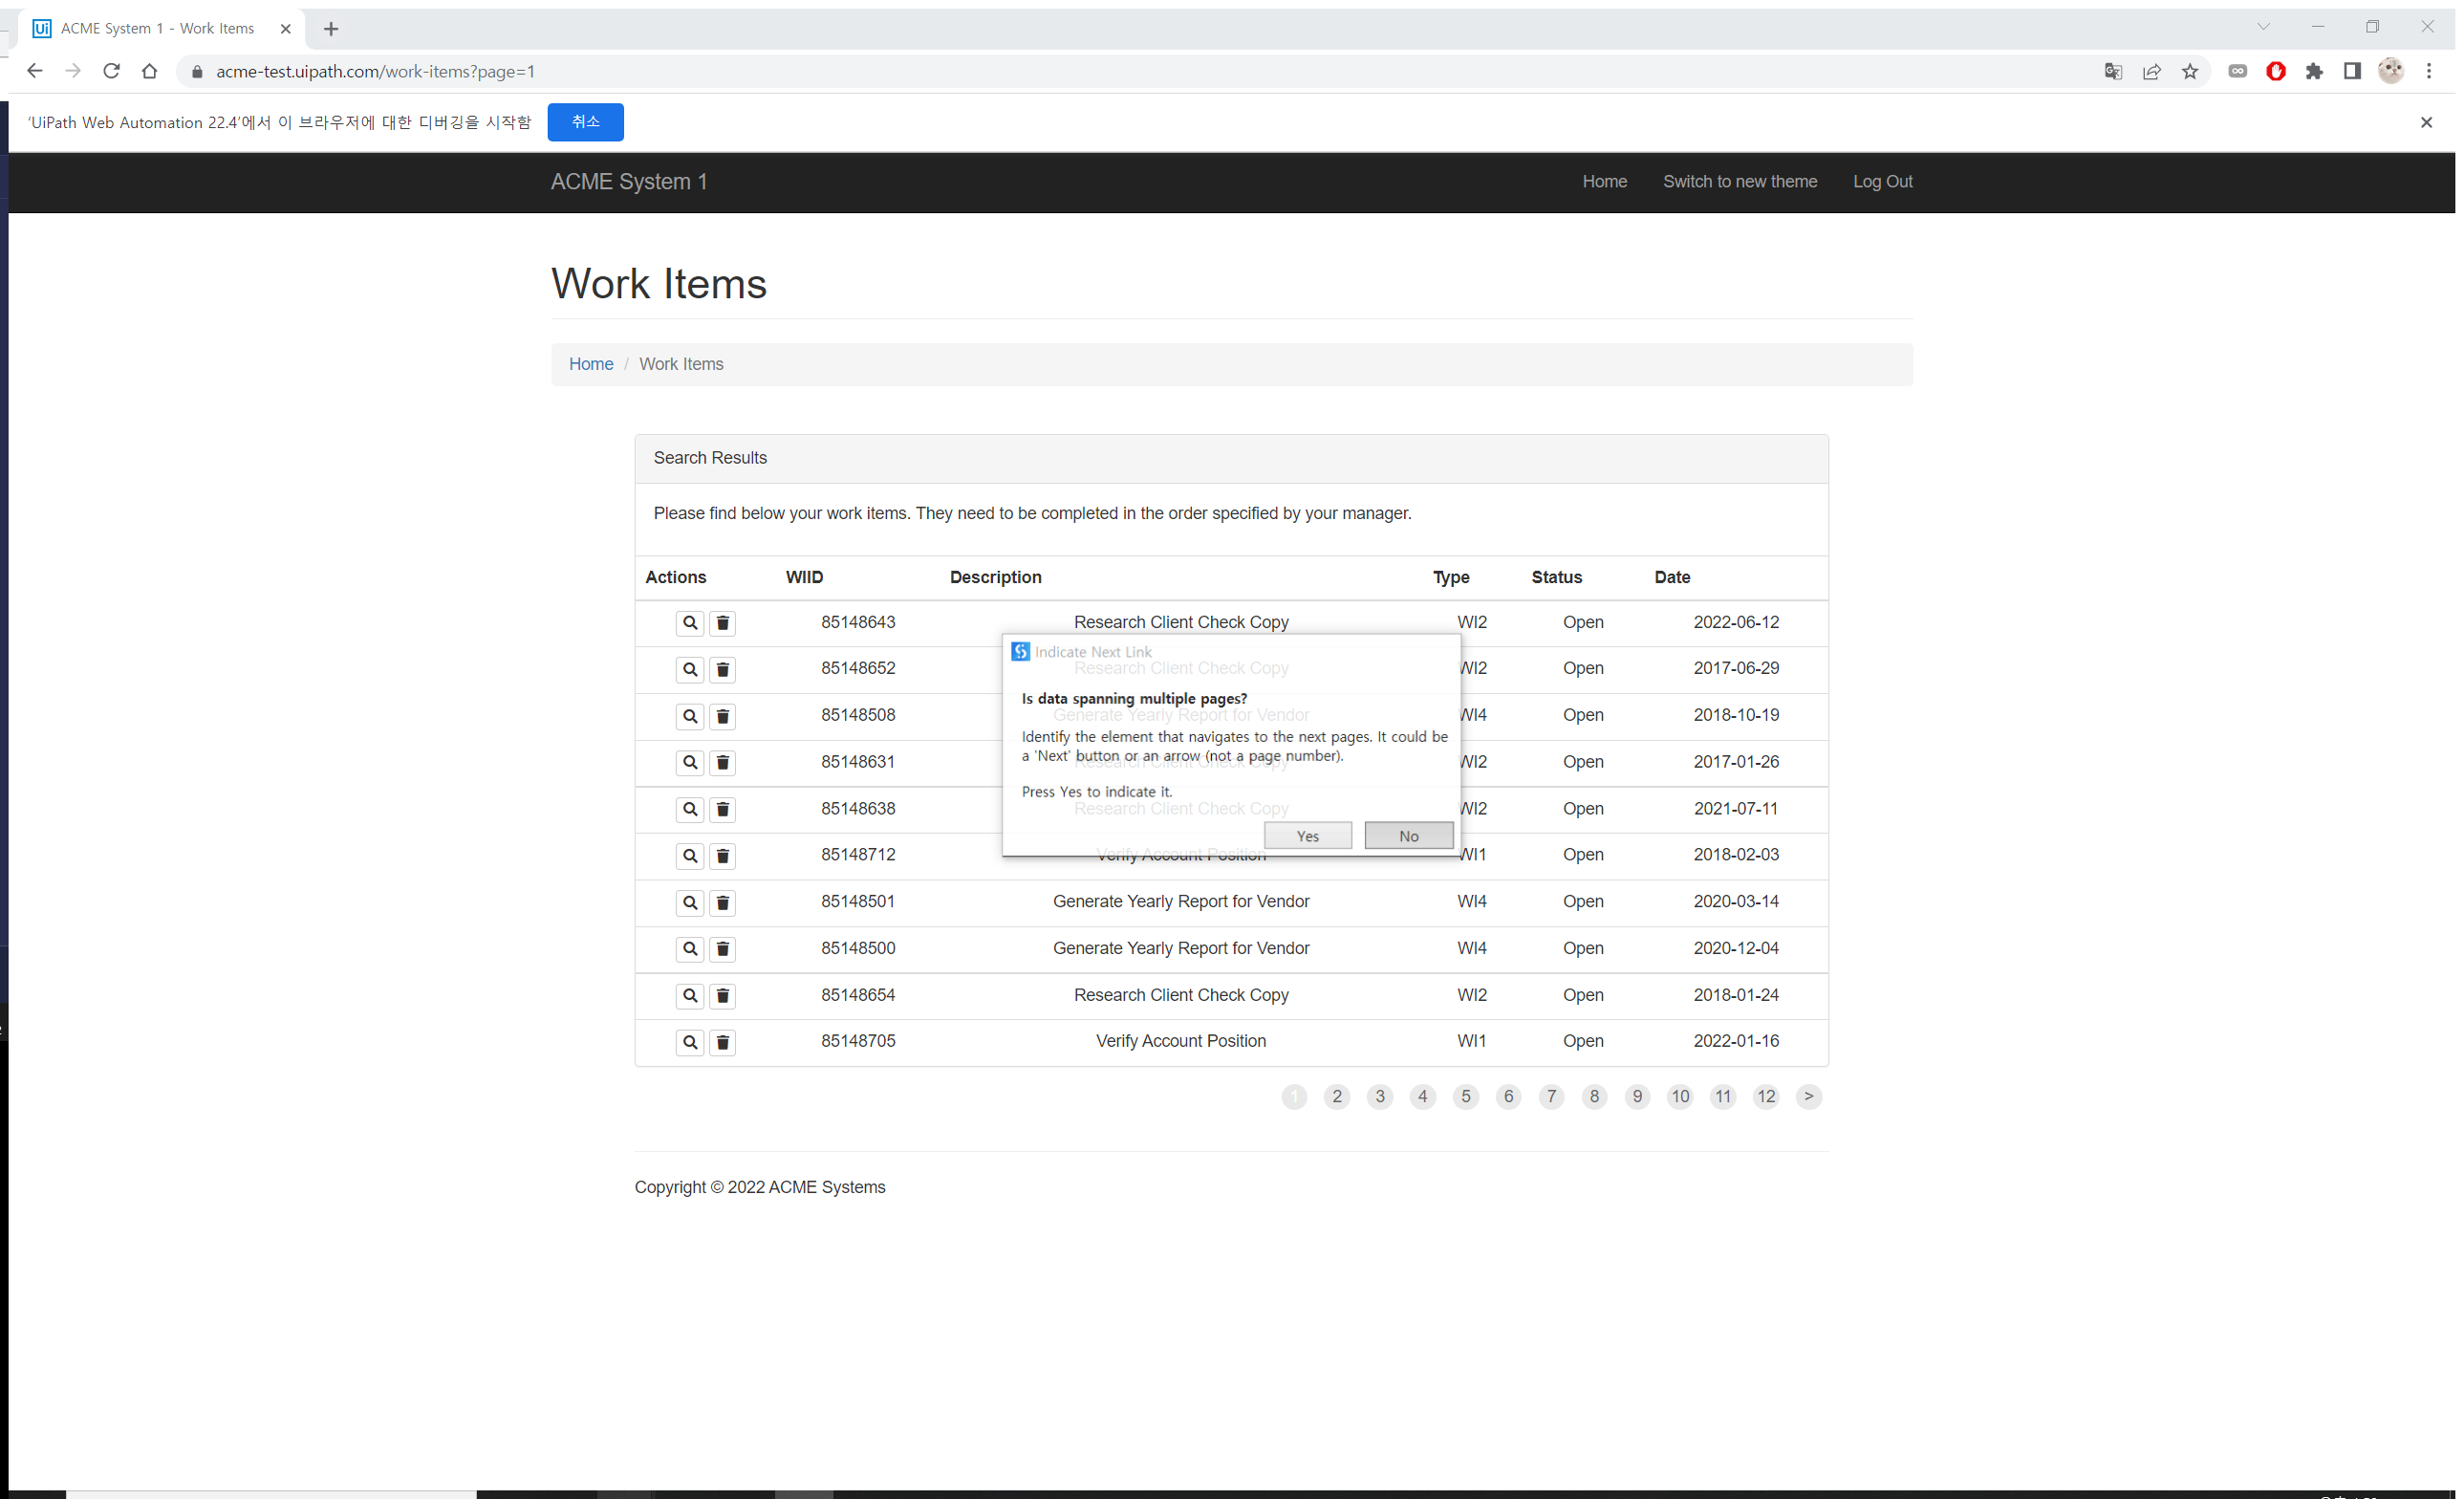 ACME System 1 - Work Items
acme-test.uipath.com/work-items?page=1
'UiPath Web Automation 22.4'에서 이 브라우저에 대한 디버깅을 시작함 취소
ACME System 1 Home Switch to new theme Log Out
Work Items
Home / Work Items
Search Results
Please find below your work items. They need to be completed in the order specified by your manager.
Actions WIID Description Type Status Date
85148643 Research Client Check Copy WI2 Open 2022-06-12
85148652 Research Client Check Copy WI2 Open 2017-06-29
85148508 Generate Yearly Report for Vendor WI4 Open 2018-10-19
85148631 Research Client Check Copy WI2 Open 2017-01-26
85148638 Research Client Check Copy WI2 Open 2021-07-11
85148712 Verify Account Position WI1 Open 2018-02-03
85148501 Generate Yearly Report for Vendor WI4 Open 2020-03-14
85148500 Generate Yearly Report for Vendor WI4 Open 2020-12-04
85148654 Research Client Check Copy WI2 Open 2018-01-24
85148705 Verify Account Position WI1 Open 2022-01-16
Indicate Next Link
Is data spanning multiple pages?
Identify the element that navigates to the next pages. It could be
a 'Next' button or an arrow (not a page number).
Press Yes to indicate it.
Yes No
1 2 3 4 5 6 7 8 9 10 11 12 >
Copyright © 2022 ACME Systems